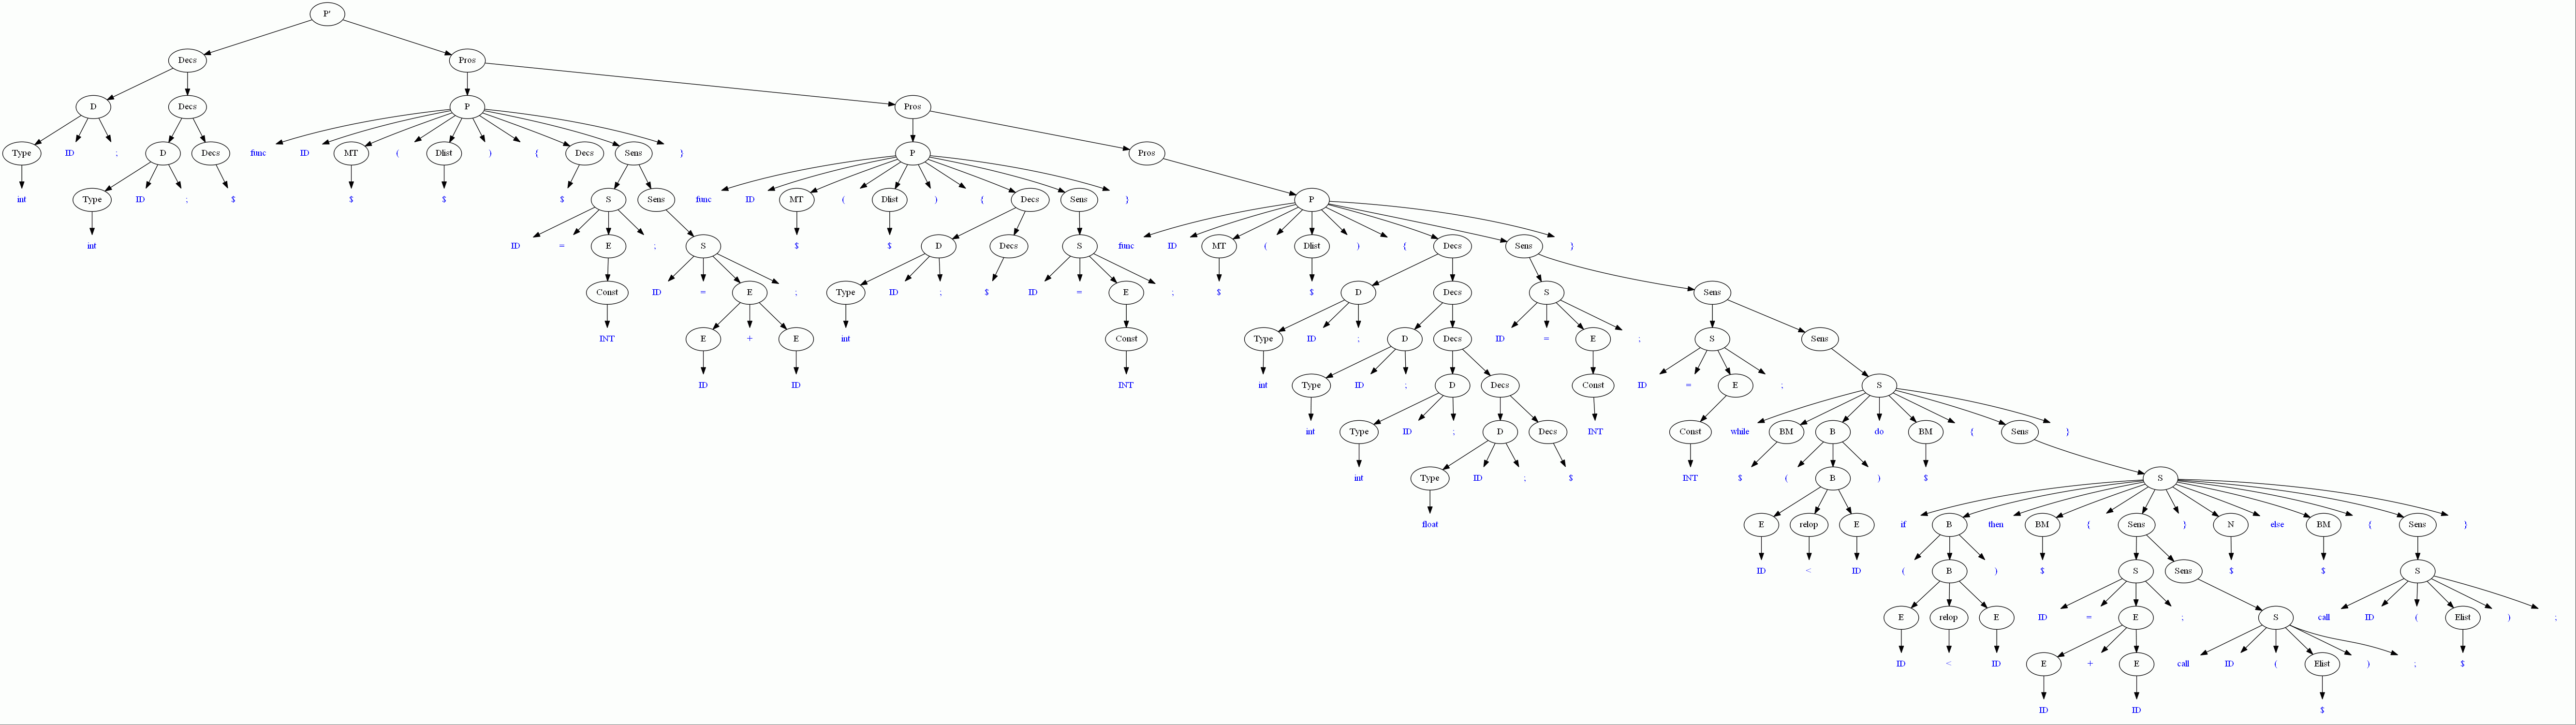 P'
Decs Pros
D Decs P Pros
Type ID ; D Decs func ID MT ( Dlist ) { Decs Sens } P Pros
int Type ID ; $ $ $ $ S Sens func ID MT ( Dlist ) { Decs Sens } P
int ID = E ; S $ $ D Decs S func ID MT ( Dlist ) { Decs Sens }
Const ID = E ; Type ID ; $ ID = E ; $ $ D Decs S Sens
INT E + E int Const Type ID ; D Decs ID = E ; S Sens
ID ID INT int Type ID ; D Decs Const ID = E ; S
int Type ID ; D Decs INT Const while BM B do BM { Sens }
int Type ID ; $ INT $ ( B ) $ S
float E relop E if B then BM { Sens } N else BM { Sens }
ID < ID ( B ) $ S Sens $ $ S
E relop E ID = E ; S call ID ( Elist ) ;
ID < ID E + E call ID ( Elist ) ; $
ID ID $